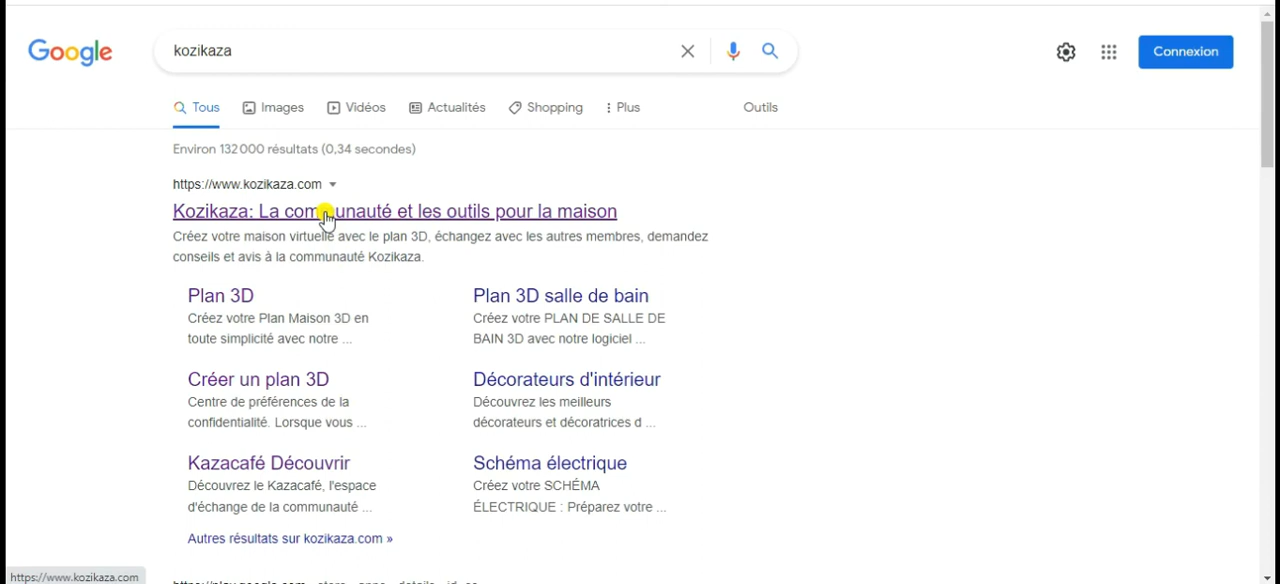 Google
kozikaza
Connexion
Tous
Images
Vidéos
Actualités
Shopping
Plus
Outils
Environ 132 000 résultats (0,34 secondes)
https://www.kozikaza.com
Kozikaza: La communauté et les outils pour la maison
Créez votre maison virtuelle avec le plan 3D, échangez avec les autres membres, demandez
conseils et avis à la communauté Kozikaza.
Plan 3D
Créez votre Plan Maison 3D en
toute simplicité avec notre ...
Plan 3D salle de bain
Créez votre PLAN DE SALLE DE
BAIN 3D avec notre logiciel ...
Créer un plan 3D
Centre de préférences de la
confidentialité. Lorsque vous ...
Décorateurs d'intérieur
Découvrez les meilleurs
décorateurs et décoratrices d ...
Kazacafé Découvrir
Découvrez le Kazacafé, l'espace
d'échange de la communauté ...
Schéma électrique
Créez votre SCHÉMA
ÉLECTRIQUE : Préparez votre ...
Autres résultats sur kozikaza.com »
https://www.kozikaza.com